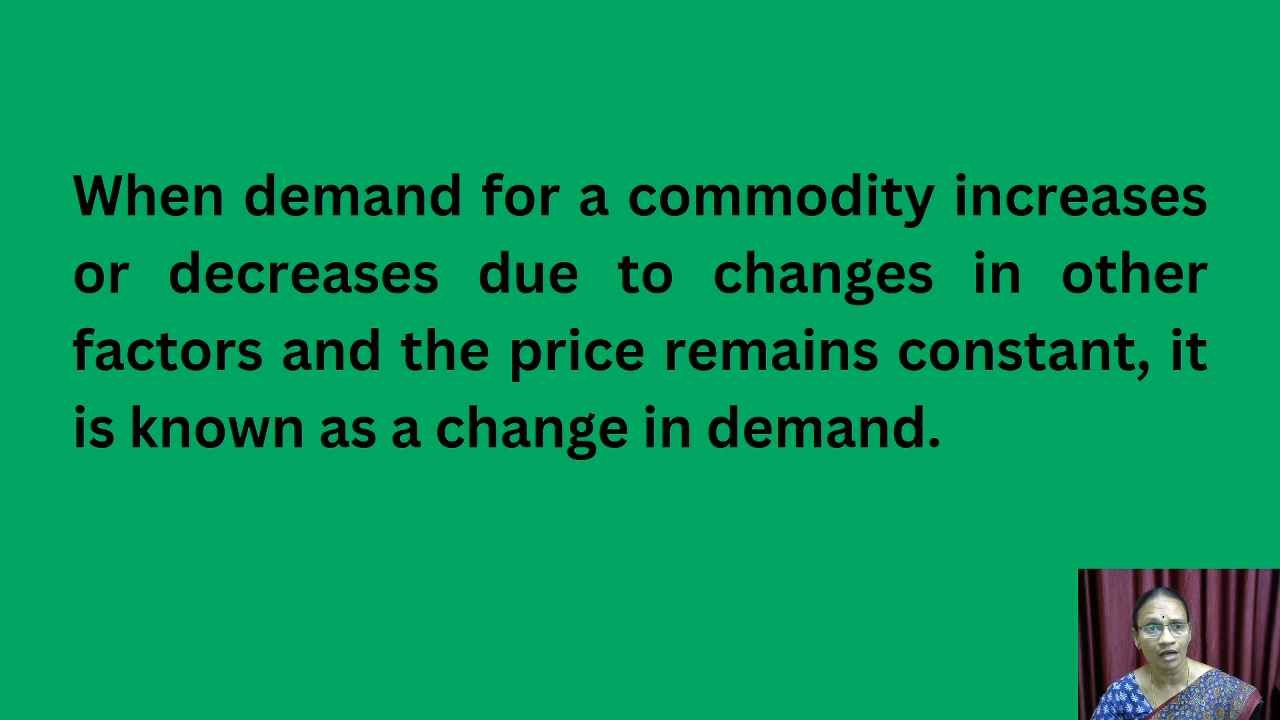 When demand for a commodity increases
or decreases due to changes in other
factors and the price remains constant, it
is known as a change in demand.